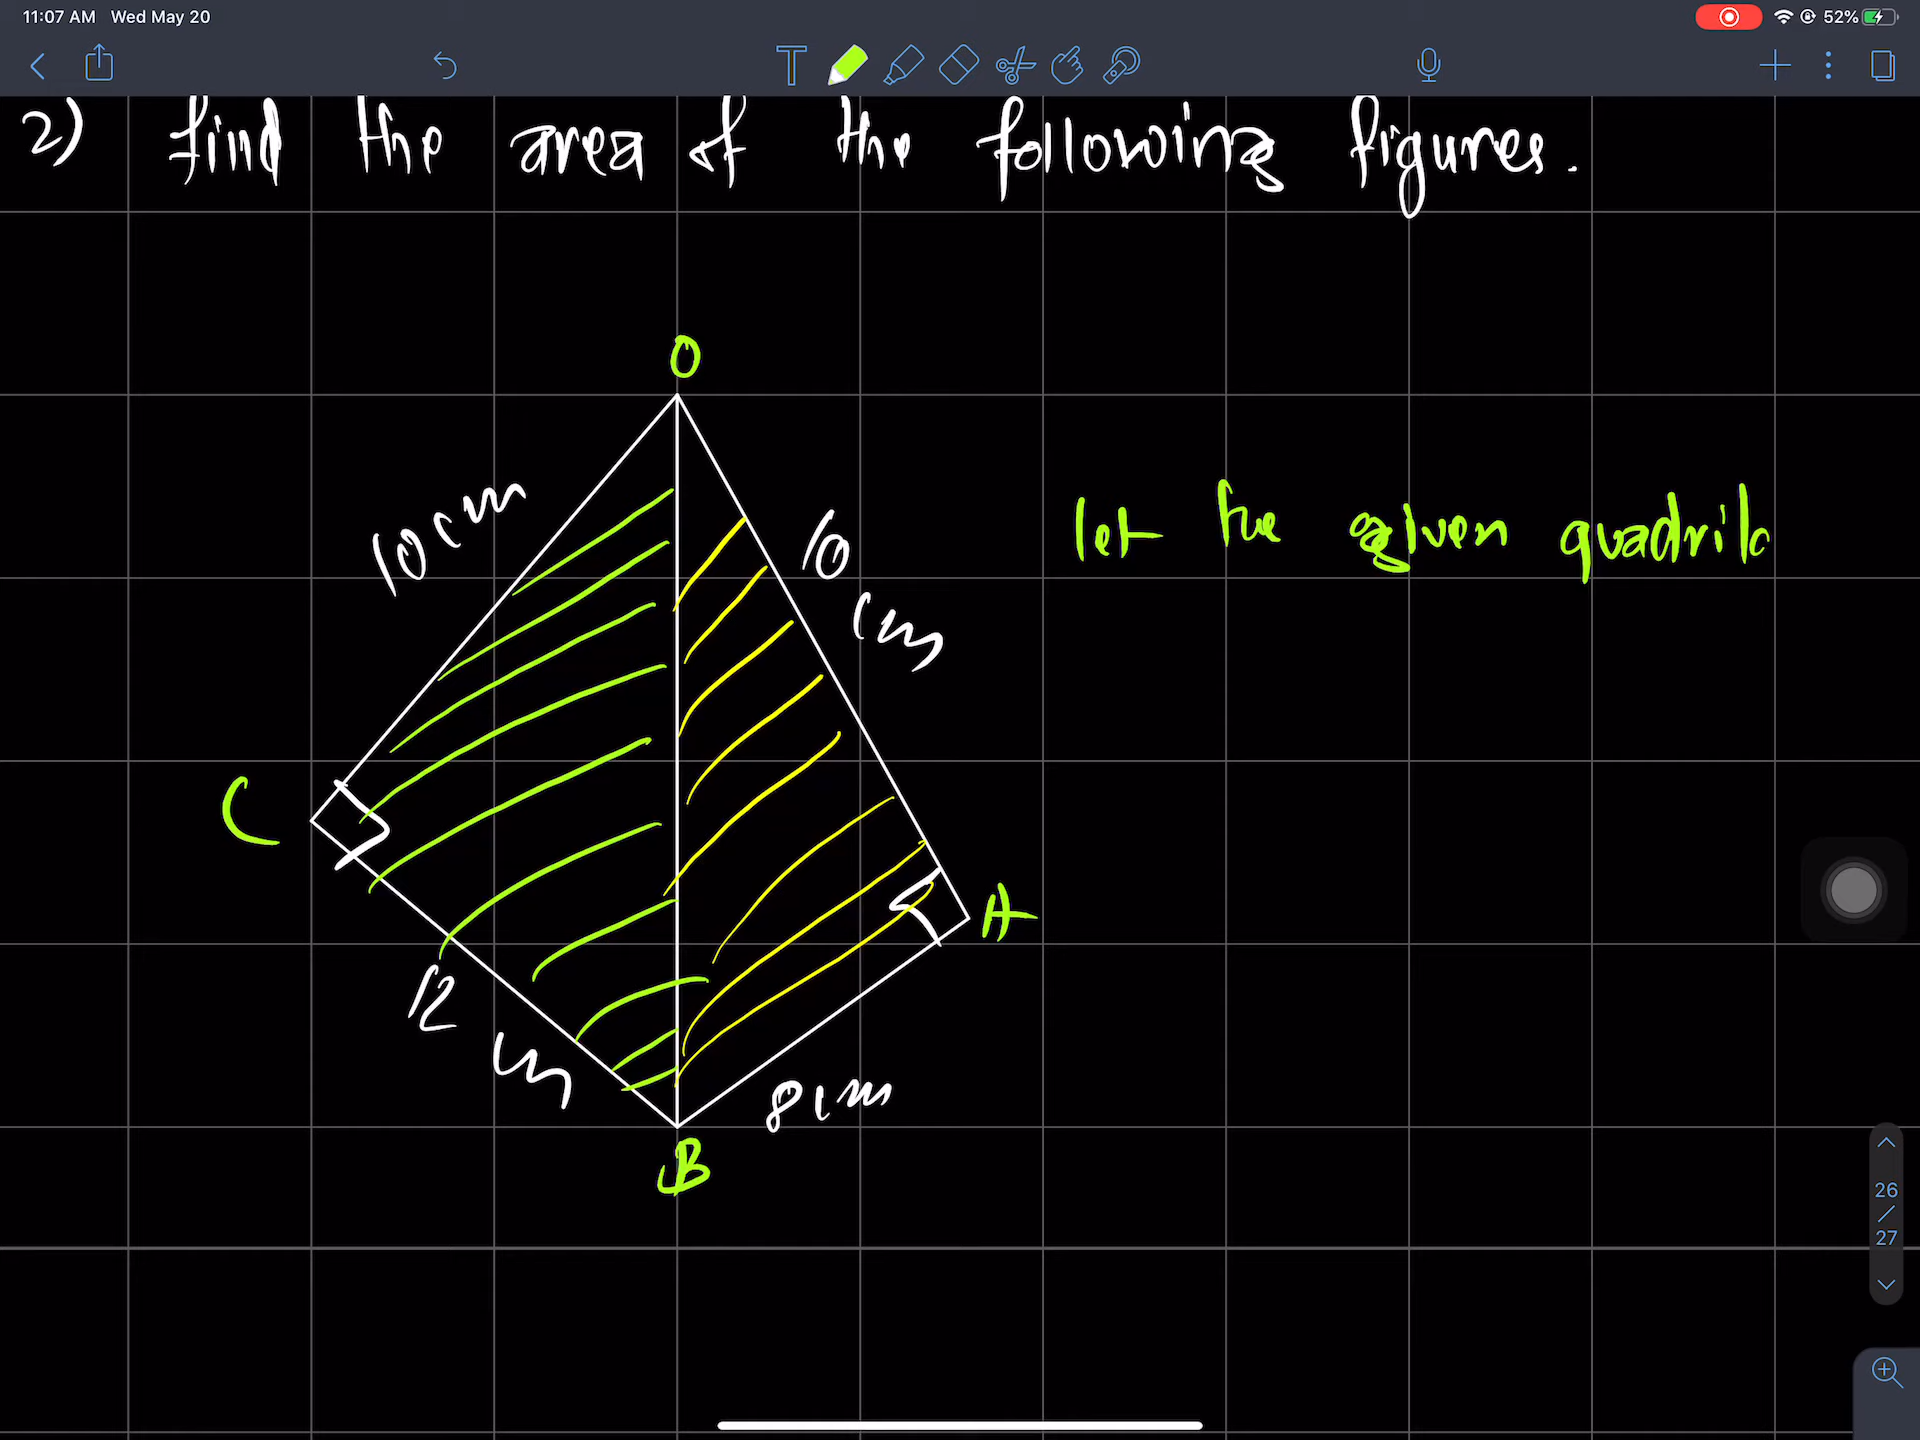 11:07 AM Wed May 20
52%
2) find the area of the following figures.
O
10cm
10
cm
let the given quadrila
C
A
12
cm
8cm
B
26
/
27